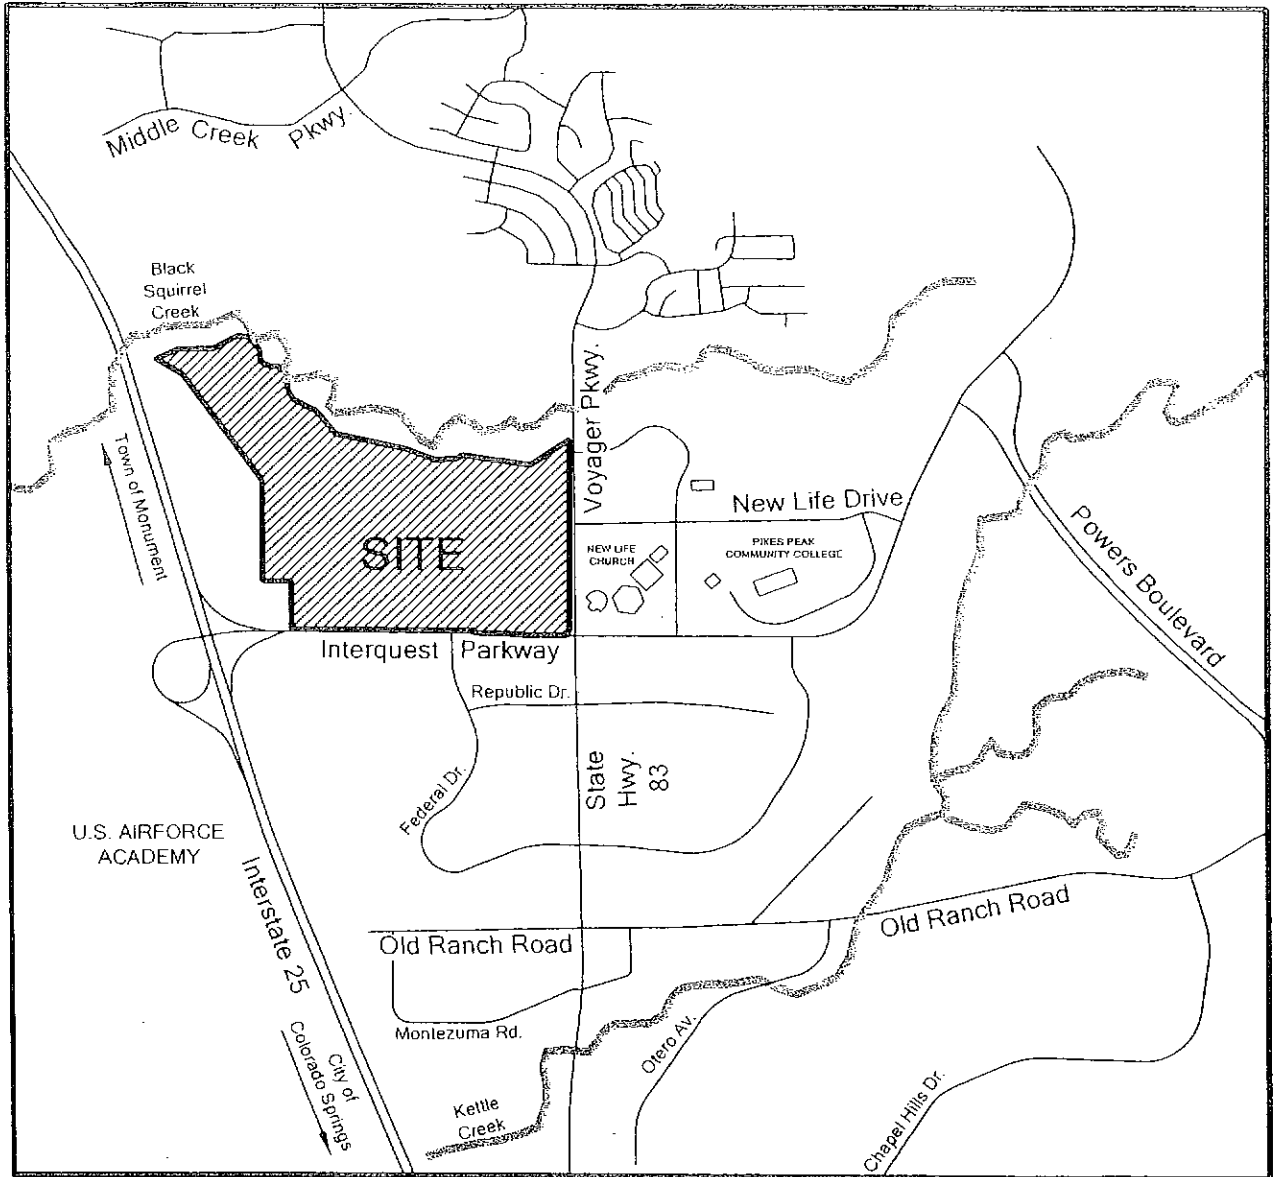 Middle Creek Pkwy.
Black
Squirrel
Creek
Town of Monument
Voyager Pkwy.
New Life Drive
SITE
NEW LIFE
CHURCH
PIKES PEAK
COMMUNITY COLLEGE
Powers Boulevard
Interquest Parkway
Republic Dr.
State
Hwy.
83
Federal Dr.
U.S. AIRFORCE
ACADEMY
Interstate 25
Old Ranch Road
Old Ranch Road
Montezuma Rd.
Otero Av.
City of
Colorado Springs
Kettle
Creek
Chapel Hills Dr.